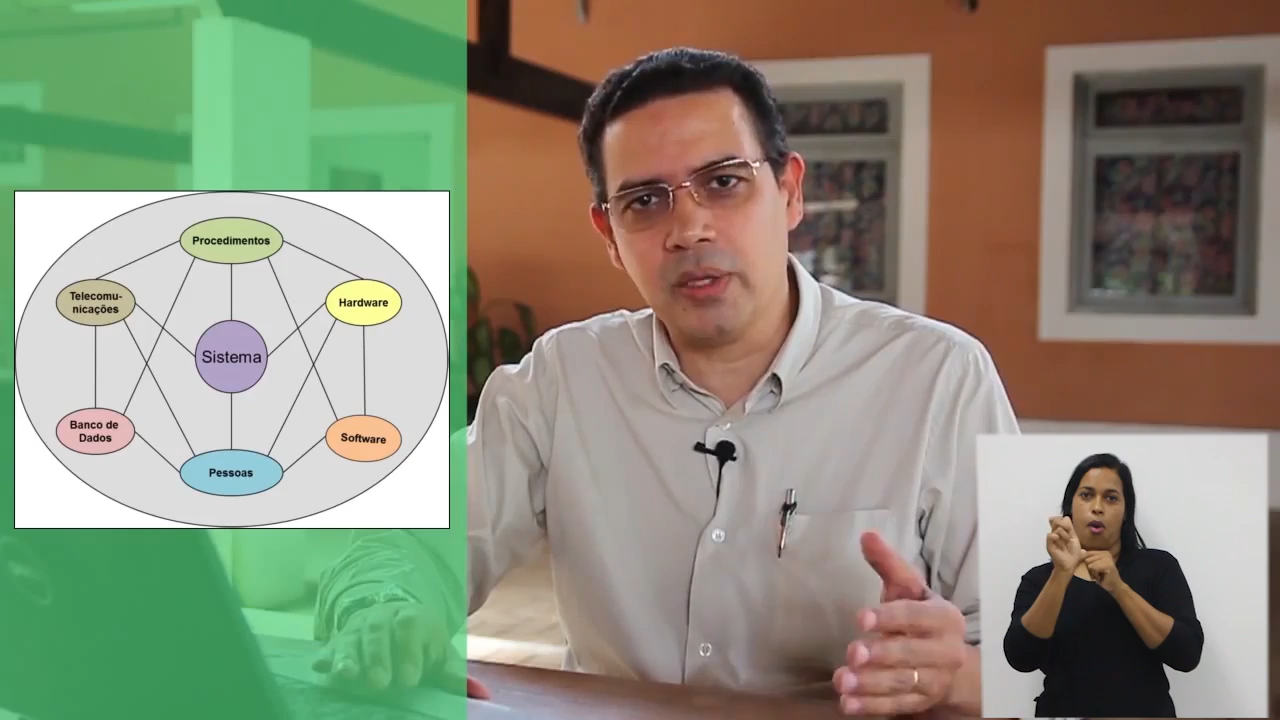 Procedimentos
Telecomu-
nicações
Hardware
Sistema
Banco de
Dados
Software
Pessoas